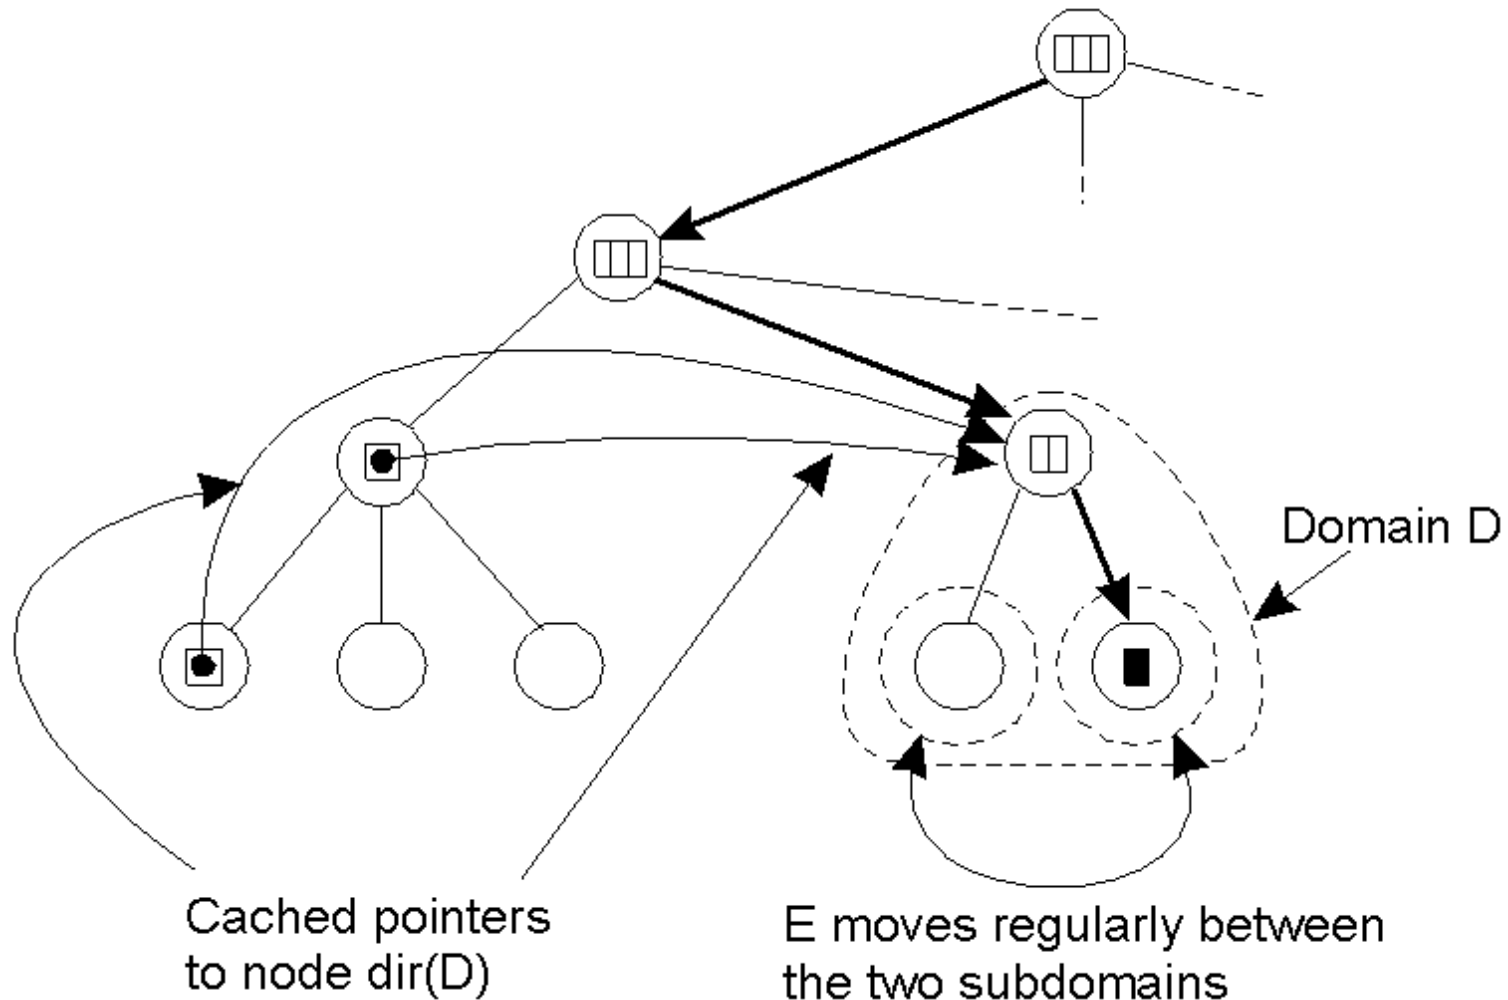 Domain D
Cached pointers
to node dir(D)
E moves regularly between
the two subdomains